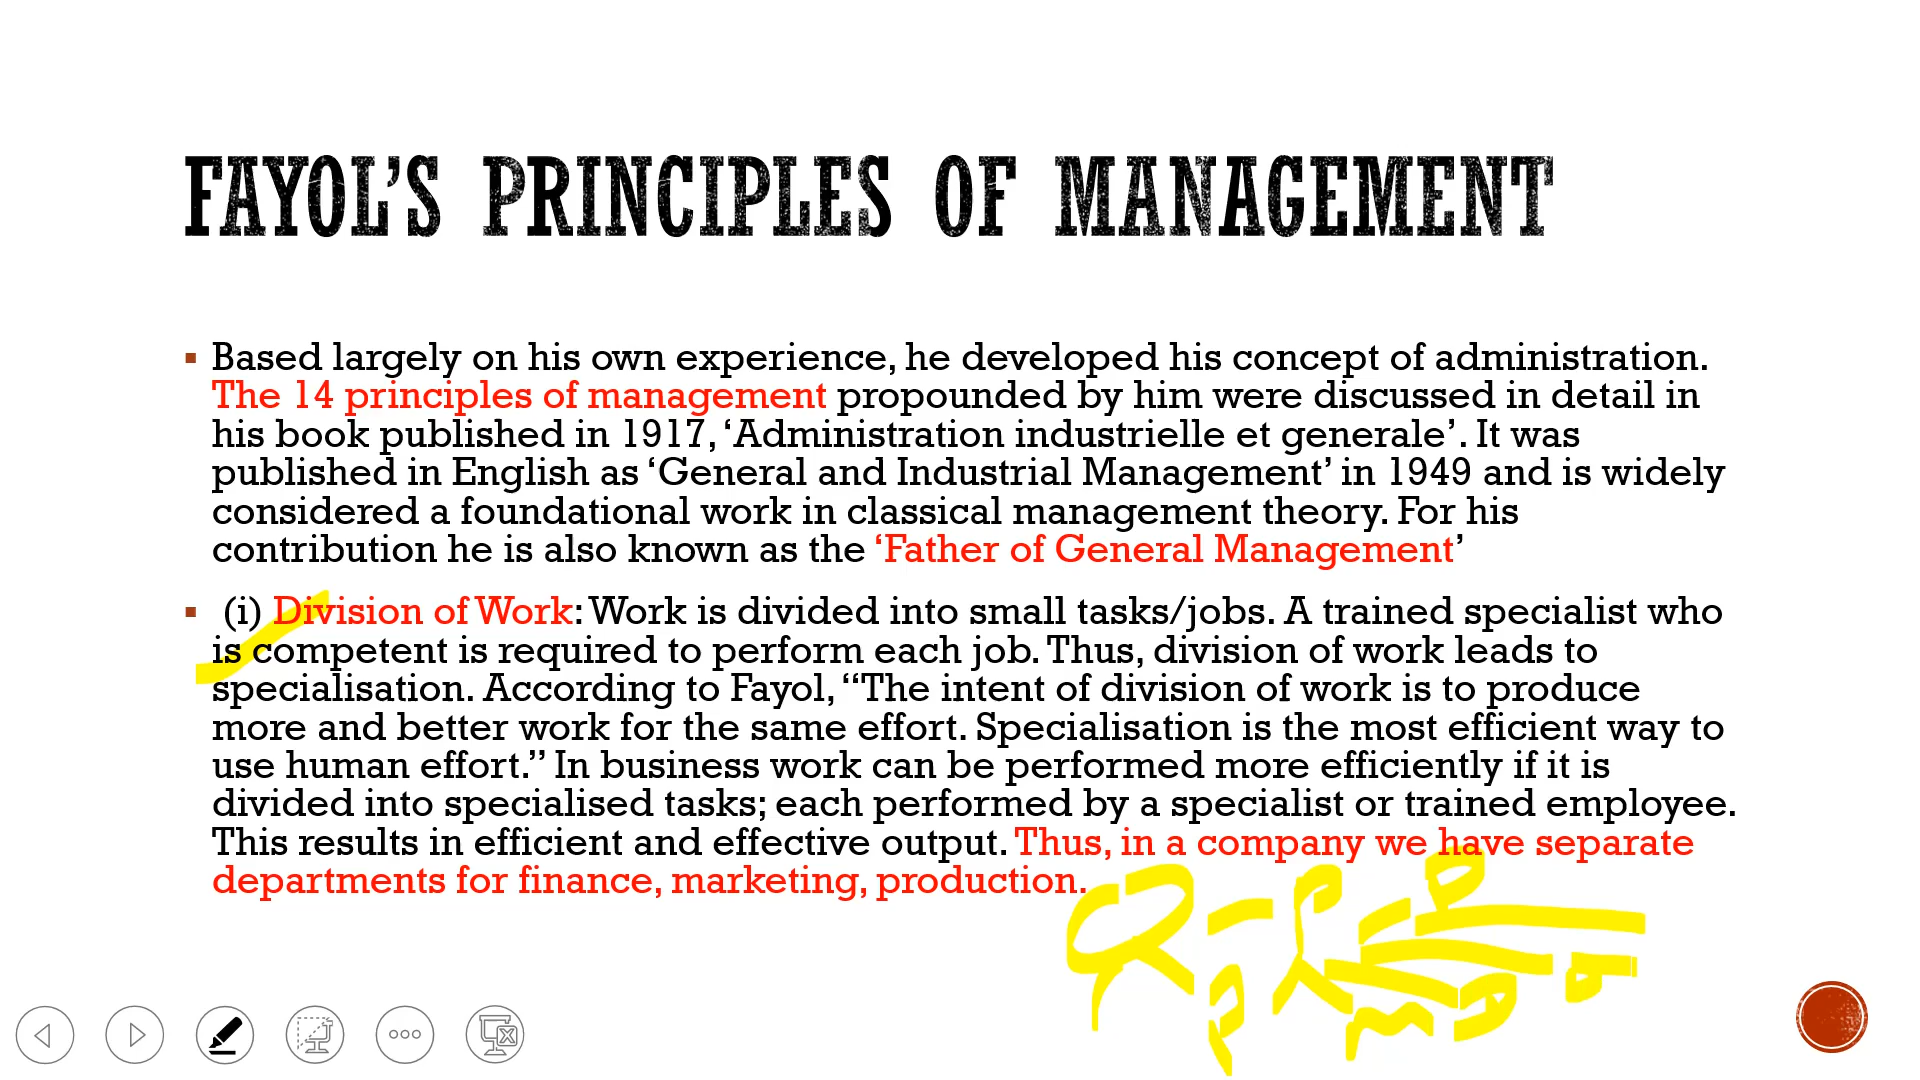 FAYOL’S PRINCIPLES OF MANAGEMENT
▪ Based largely on his own experience, he developed his concept of administration.
The 14 principles of management propounded by him were discussed in detail in
his book published in 1917, ‘Administration industrielle et generale’. It was
published in English as ‘General and Industrial Management’ in 1949 and is widely
considered a foundational work in classical management theory. For his
contribution he is also known as the ‘Father of General Management’
▪ (i) Division of Work: Work is divided into small tasks/jobs. A trained specialist who
is competent is required to perform each job. Thus, division of work leads to
specialisation. According to Fayol, “The intent of division of work is to produce
more and better work for the same effort. Specialisation is the most efficient way to
use human effort.” In business work can be performed more efficiently if it is
divided into specialised tasks; each performed by a specialist or trained employee.
This results in efficient and effective output. Thus, in a company we have separate
departments for finance, marketing, production.